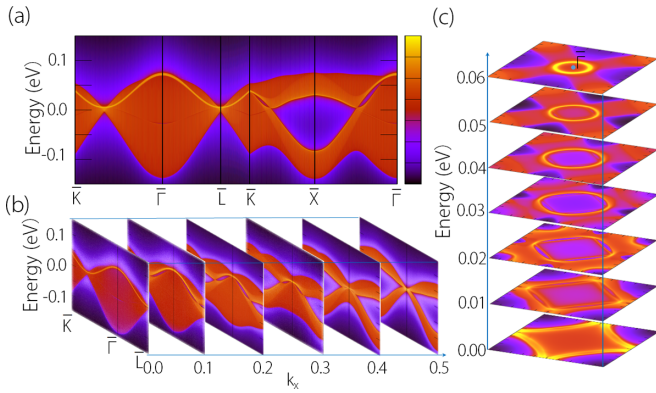 (a)
Energy (eV)
0.1
0.0
-0.1
K̅ Γ̅ L̅ K̅ X̅ Γ̅
(b)
Energy (eV)
0.1
0.0
-0.1
K̅
Γ̅
L̅
0.0 0.1 0.2 0.3 0.4 0.5
kₓ
(c)
Energy (eV)
Γ̅
0.06
0.05
0.04
0.03
0.02
0.01
0.00